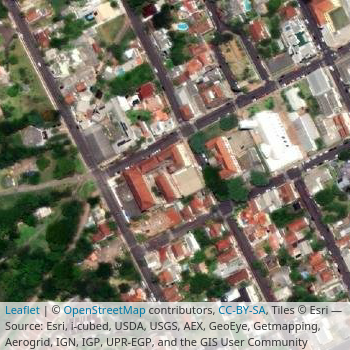 Leaflet | © OpenStreetMap contributors, CC-BY-SA, Tiles © Esri —
Source: Esri, i-cubed, USDA, USGS, AEX, GeoEye, Getmapping,
Aerogrid, IGN, IGP, UPR-EGP, and the GIS User Community